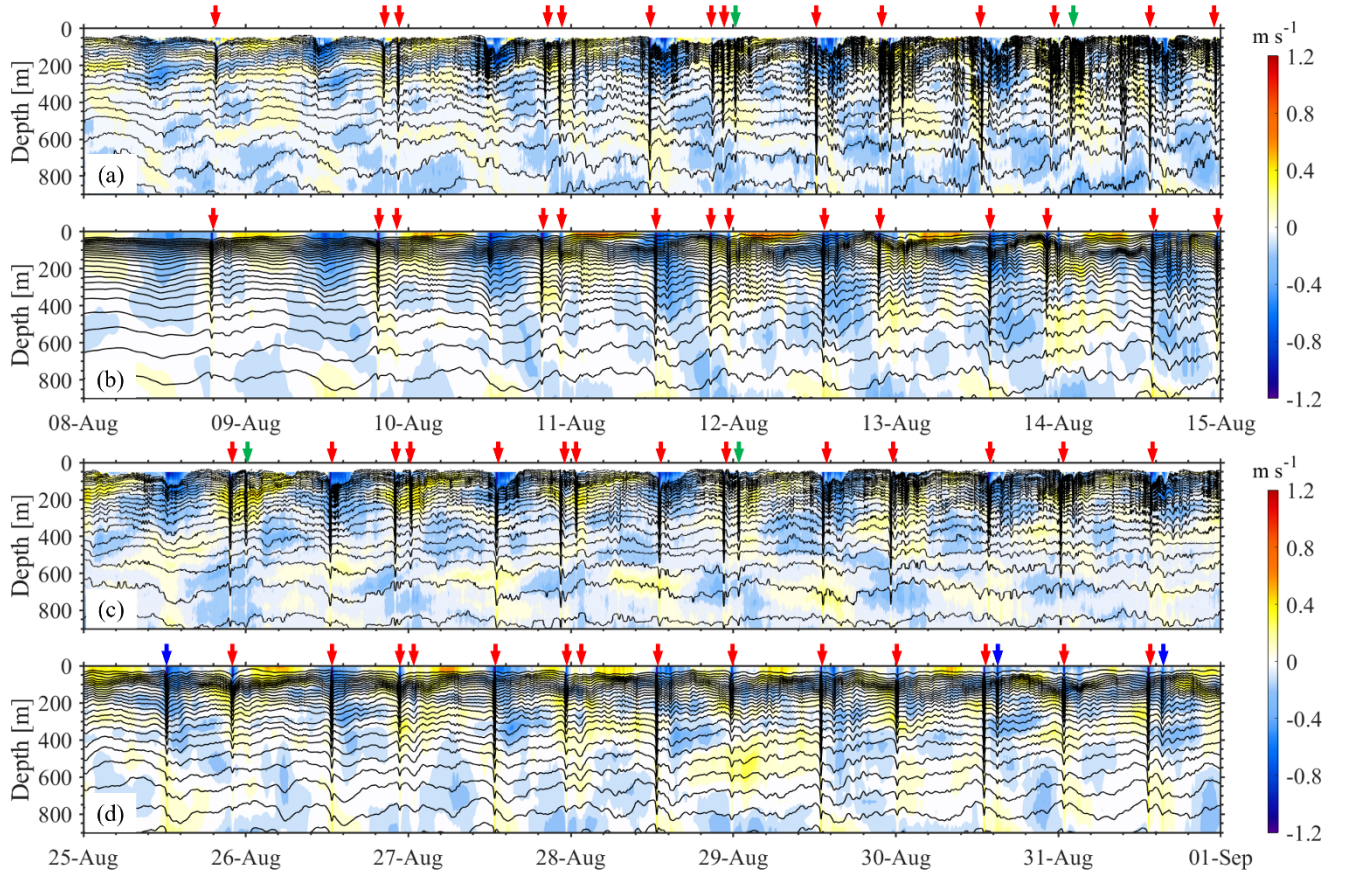 m s-1
0
200
400
600
800
Depth [m]
(a)
0
200
400
600
800
Depth [m]
(b)
08-Aug 09-Aug 10-Aug 11-Aug 12-Aug 13-Aug 14-Aug 15-Aug
1.2
0.8
0.4
0
-0.4
-0.8
-1.2
m s-1
0
200
400
600
800
Depth [m]
(c)
0
200
400
600
800
Depth [m]
(d)
25-Aug 26-Aug 27-Aug 28-Aug 29-Aug 30-Aug 31-Aug 01-Sep
1.2
0.8
0.4
0
-0.4
-0.8
-1.2